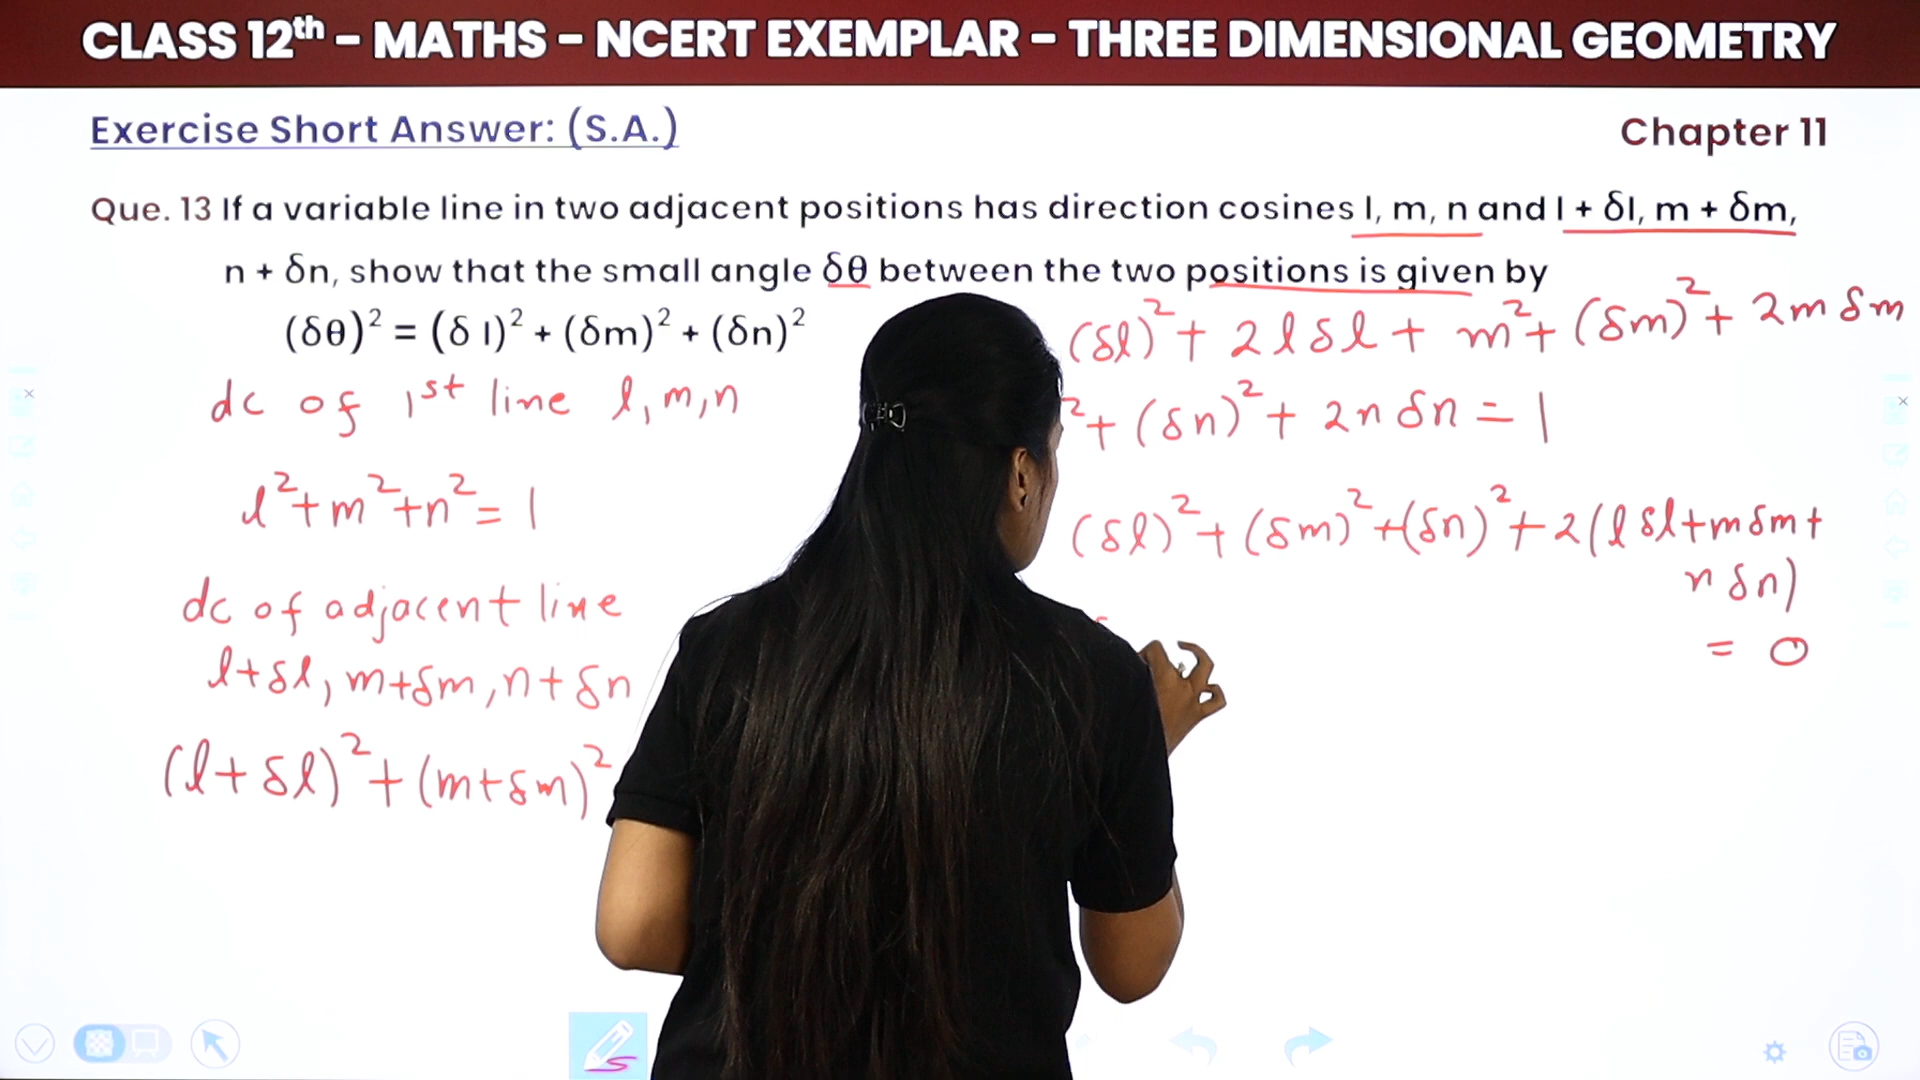 CLASS 12th – MATHS – NCERT EXEMPLAR – THREE DIMENSIONAL GEOMETRY
Exercise Short Answer: (S.A.)
Chapter 11
Que. 13 If a variable line in two adjacent positions has direction cosines l, m, n and l + δl, m + δm,
n + δn, show that the small angle δθ between the two positions is given by
(δθ)² = (δ l)² + (δm)² + (δn)²
dc of 1st line l, m, n
l²+m²+n² = 1
dc of adjacent line
l+δl, m+δm, n+δn
(l+δl)²+(m+δm)²
(δl)²+ 2lδl + m²+(δm)²+ 2mδm
²+(δn)²+ 2nδn = 1
(δl)²+(δm)²+(δn)²+2(lδl+mδm+
nδn)
= 0